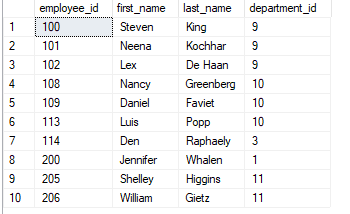 employee_id first_name last_name department_id
1 100 Steven King 9
2 101 Neena Kochhar 9
3 102 Lex De Haan 9
4 108 Nancy Greenberg 10
5 109 Daniel Faviet 10
6 113 Luis Popp 10
7 114 Den Raphaely 3
8 200 Jennifer Whalen 1
9 205 Shelley Higgins 11
10 206 William Gietz 11